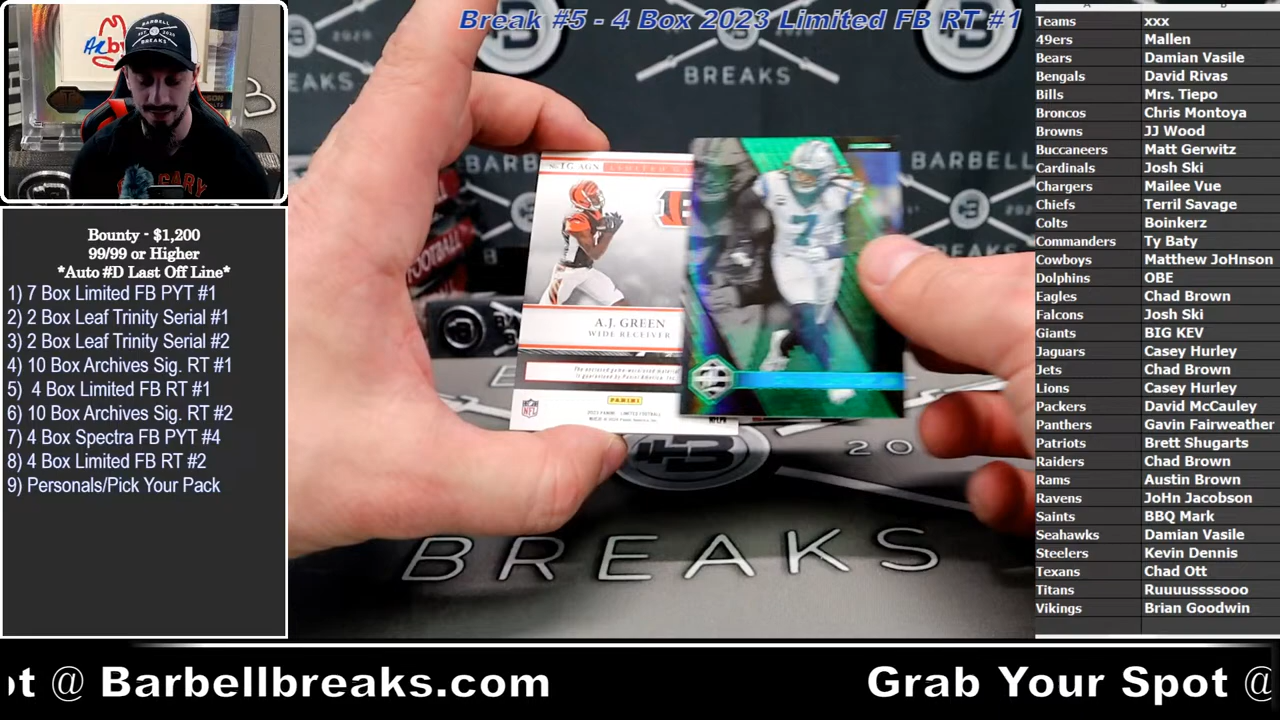 Break #5 - 4 Box 2023 Limited FB RT #1
BARBELL
BREAKS
Bounty - $1,200
99/99 or Higher
*Auto #D Last Off Line*
1) 7 Box Limited FB PYT #1
2) 2 Box Leaf Trinity Serial #1
3) 2 Box Leaf Trinity Serial #2
4) 10 Box Archives Sig. RT #1
5) 4 Box Limited FB RT #1
6) 10 Box Archives Sig. RT #2
7) 4 Box Spectra FB PYT #4
8) 4 Box Limited FB RT #2
9) Personals/Pick Your Pack
A.J. GREEN
WIDE RECEIVER
PANINI
NFL
7
FOOTBALL
BARBELL
20
BREAKS
Teams xxx
49ers Mallen
Bears Damian Vasile
Bengals David Rivas
Bills Mrs. Tiepo
Broncos Chris Montoya
Browns JJ Wood
Buccaneers Matt Gerwitz
Cardinals Josh Ski
Chargers Mailee Vue
Chiefs Terril Savage
Colts Boinkerz
Commanders Ty Baty
Cowboys Matthew JoHnson
Dolphins OBE
Eagles Chad Brown
Falcons Josh Ski
Giants BIG KEV
Jaguars Casey Hurley
Jets Chad Brown
Lions Casey Hurley
Packers David McCauley
Panthers Gavin Fairweather
Patriots Brett Shugarts
Raiders Chad Brown
Rams Austin Brown
Ravens JoHn Jacobson
Saints BBQ Mark
Seahawks Damian Vasile
Steelers Kevin Dennis
Texans Chad Ott
Titans Ruuuussssooo
Vikings Brian Goodwin
ot @ Barbellbreaks.com Grab Your Spot @